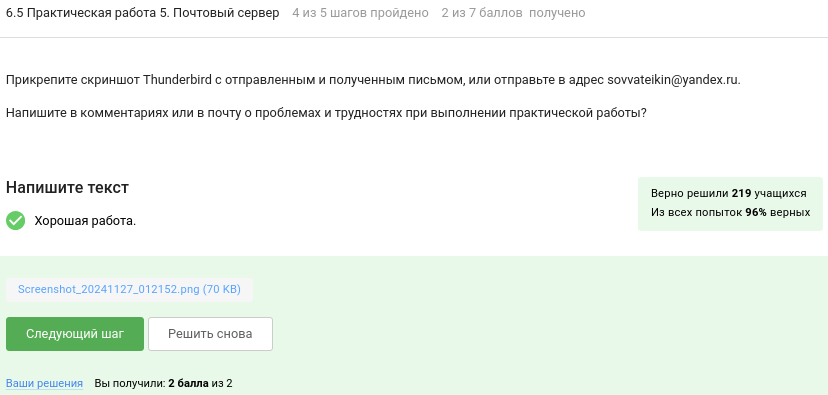 6.5 Практическая работа 5. Почтовый сервер 4 из 5 шагов пройдено 2 из 7 баллов получено
Прикрепите скриншот Thunderbird с отправленным и полученным письмом, или отправьте в адрес sovvateikin@yandex.ru.
Напишите в комментариях или в почту о проблемах и трудностях при выполнении практической работы?
Напишите текст
Верно решили 219 учащихся
Из всех попыток 96% верных
Хорошая работа.
Screenshot_20241127_012152.png (70 KB)
Следующий шаг Решить снова
Ваши решения Вы получили: 2 балла из 2